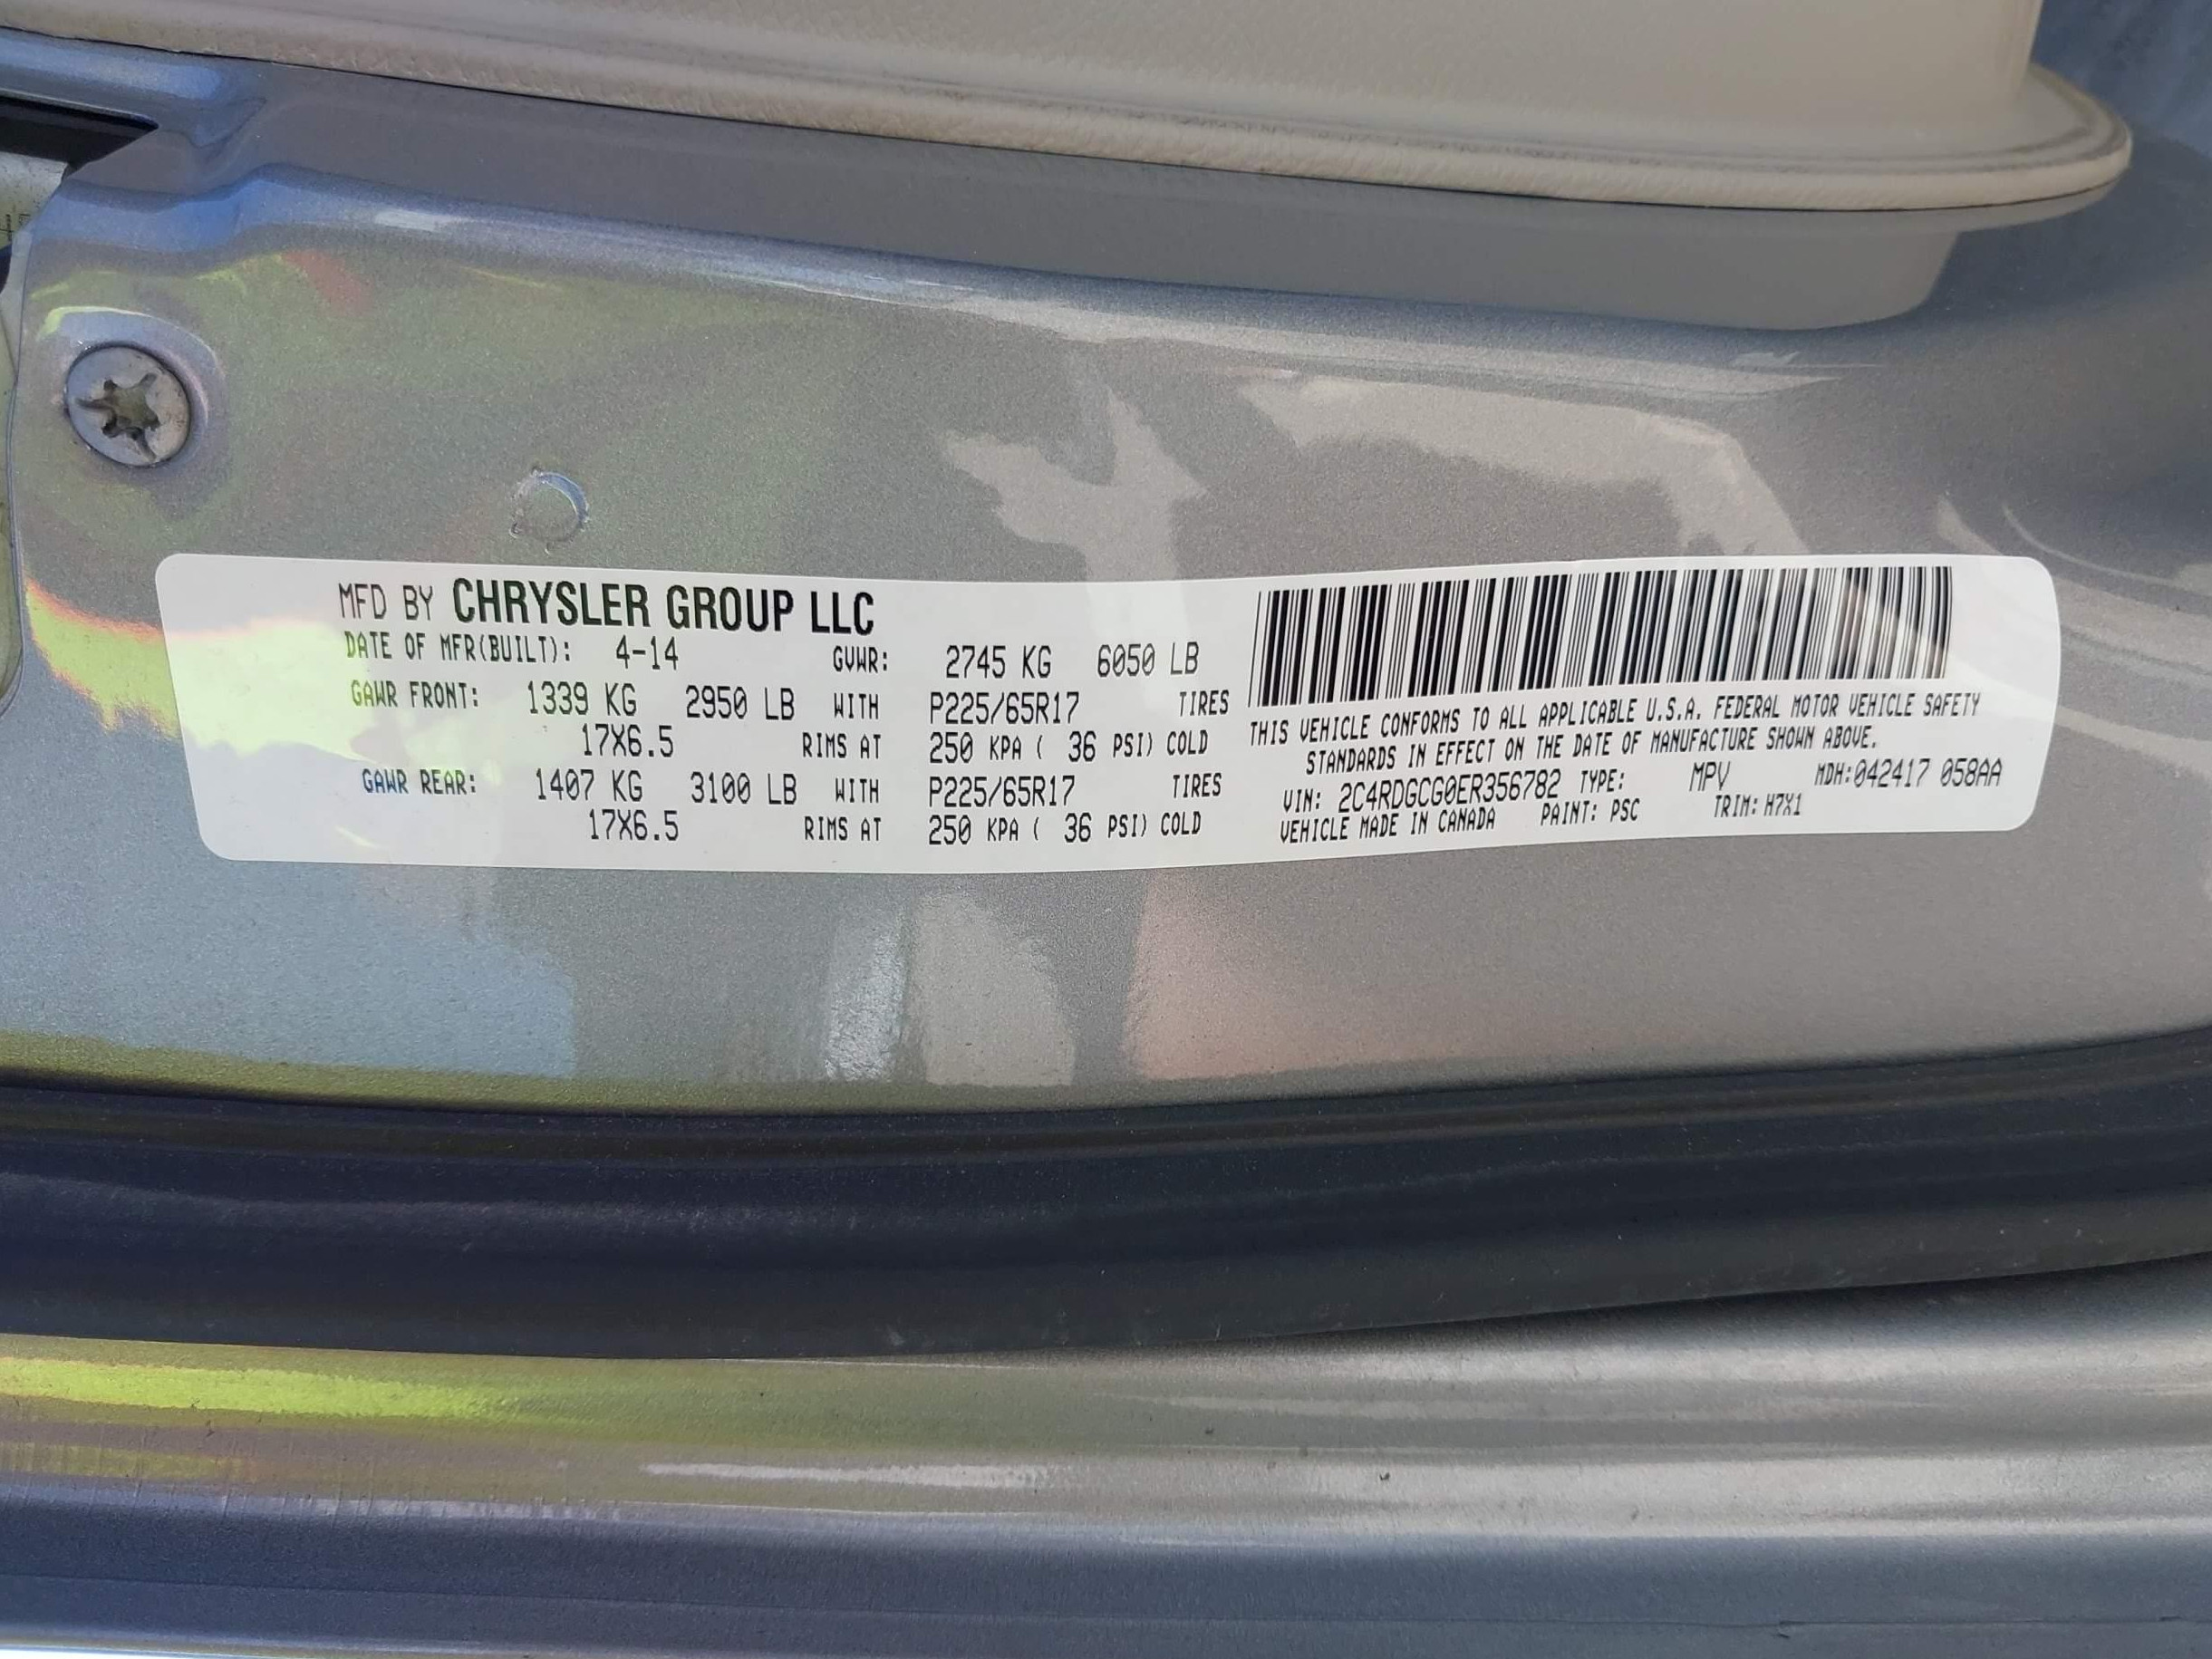 MFD BY CHRYSLER GROUP LLC
DATE OF MFR(BUILT): 4-14 GVWR: 2745 KG 6050 LB
GAWR FRONT: 1339 KG 2950 LB WITH P225/65R17 TIRES
17X6.5 RIMS AT 250 KPA ( 36 PSI) COLD
GAWR REAR: 1407 KG 3100 LB WITH P225/65R17 TIRES
17X6.5 RIMS AT 250 KPA ( 36 PSI) COLD
THIS VEHICLE CONFORMS TO ALL APPLICABLE U.S.A. FEDERAL MOTOR VEHICLE SAFETY
STANDARDS IN EFFECT ON THE DATE OF MANUFACTURE SHOWN ABOVE.
VIN: 2C4RDGCG0ER356782 TYPE: MPV MDH:042417 058AA
VEHICLE MADE IN CANADA PAINT: PSC TRIM: H7X1